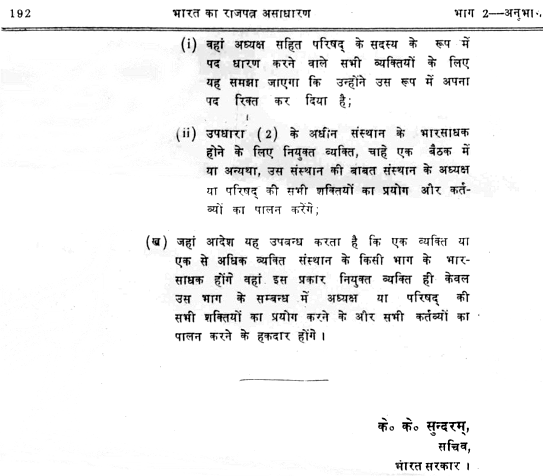 192 भारत का राजपत्र असाधारण भाग 2—अनुभा
(i) वहां अध्यक्ष सहित परिषद् के सदस्य के रूप में
पद धारण करने वाले सभी व्यक्तियों के लिए
यह समझा जाएगा कि उन्होंने उस रूप में अपना
पद रिक्त कर दिया है;
(ii) उपधारा (2) के अधीन संस्थान के भारसाधक
होने के लिए नियुक्त व्यक्ति, चाहे एक बैठक में
या अन्यथा, उस संस्थान की बाबत संस्थान के अध्यक्ष
या परिषद् की सभी शक्तियों का प्रयोग और कर्त-
व्यों का पालन करेंगे;
(ख) जहां आदेश यह उपबन्ध करता है कि एक व्यक्ति या
एक से अधिक व्यक्ति संस्थान के किसी भाग के भार-
साधक होंगे वहां इस प्रकार नियुक्त व्यक्ति ही केवल
उस भाग के सम्बन्ध में अध्यक्ष या परिषद् की
सभी शक्तियों का प्रयोग करने के और सभी कर्तव्यों का
पालन करने के हकदार होंगे।
के० के० सुन्दरम्,
सचिव,
भारत सरकार।